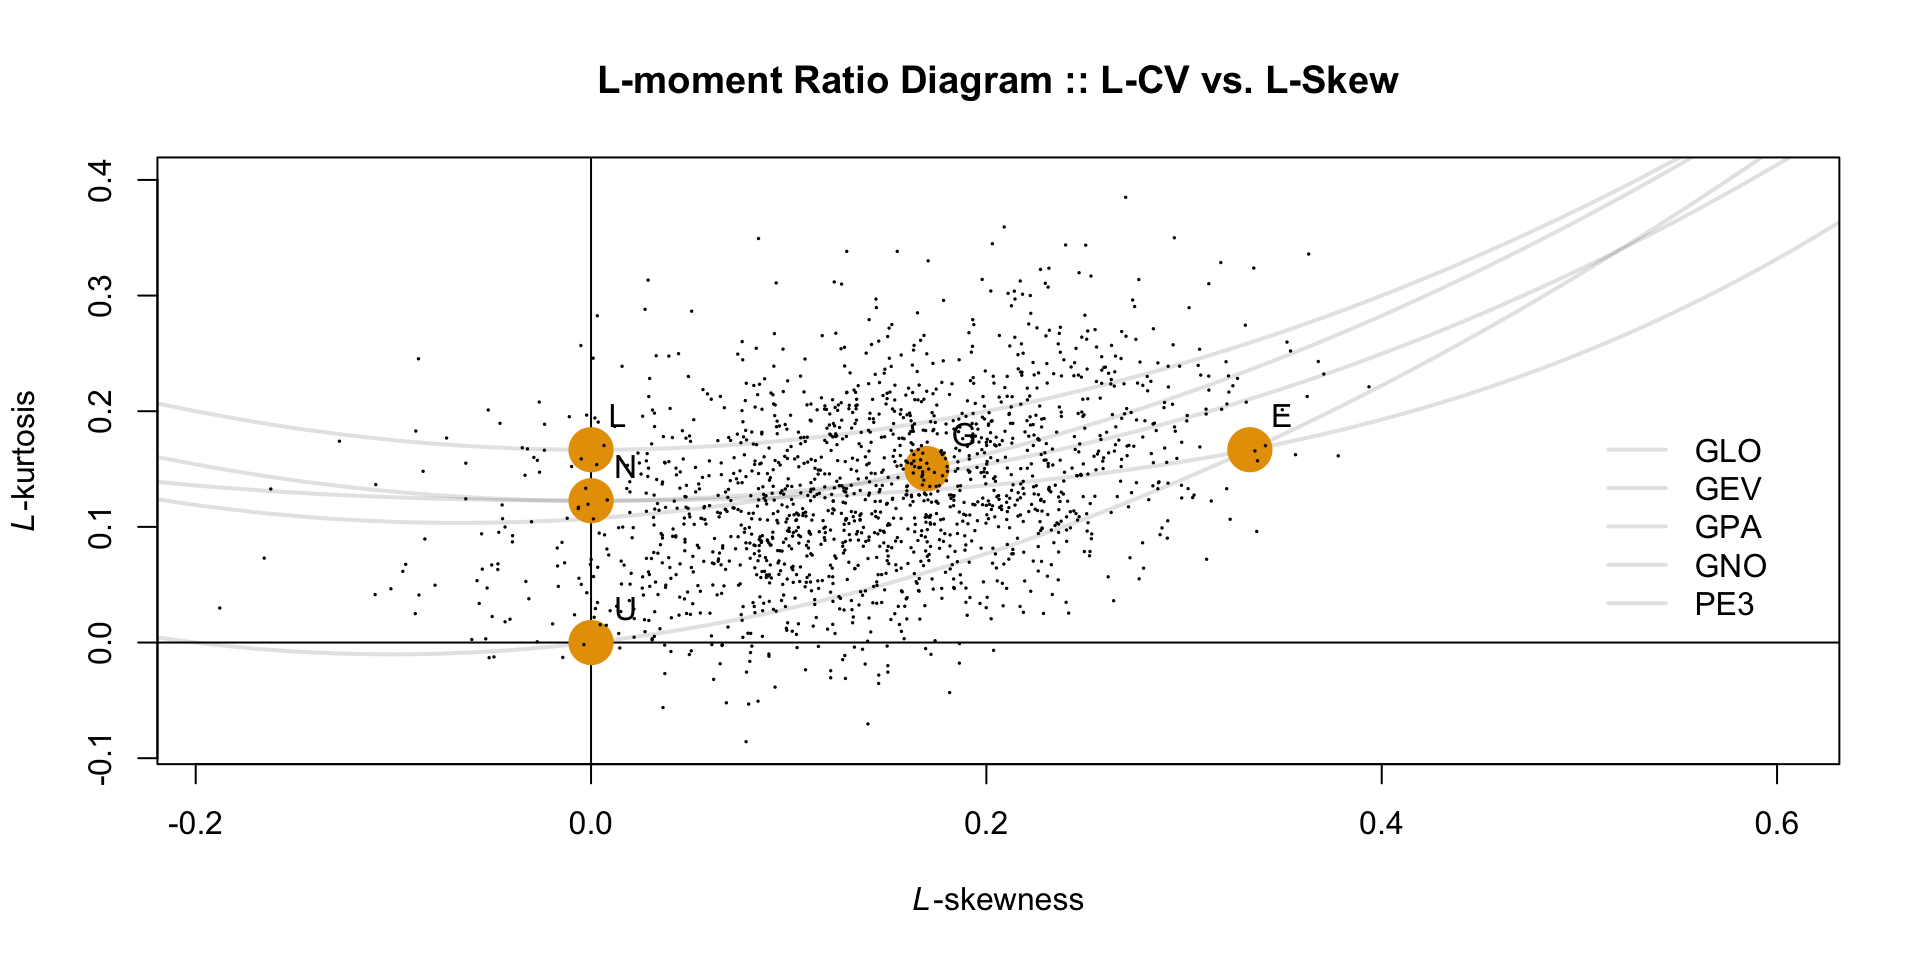 L-moment Ratio Diagram :: L-CV vs. L-Skew
L-kurtosis
0.4
0.3
0.2
0.1
0.0
-0.1
L
N
U
G
E
GLO
GEV
GPA
GNO
PE3
-0.2
0.0
0.2
0.4
0.6
L-skewness